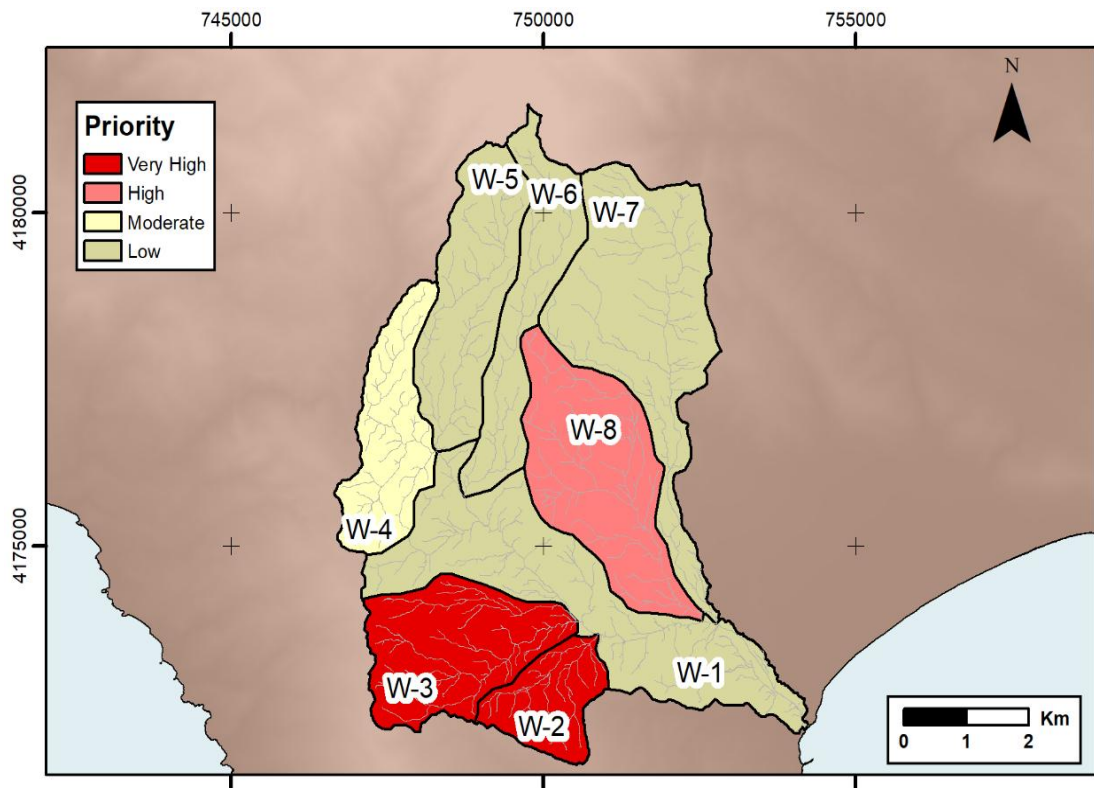 745000 750000 755000
N
Priority
Very High
High
Moderate
Low
4180000
4175000
W-5
W-6
W-7
W-8
W-4
W-1
W-3
W-2
Km
0 1 2